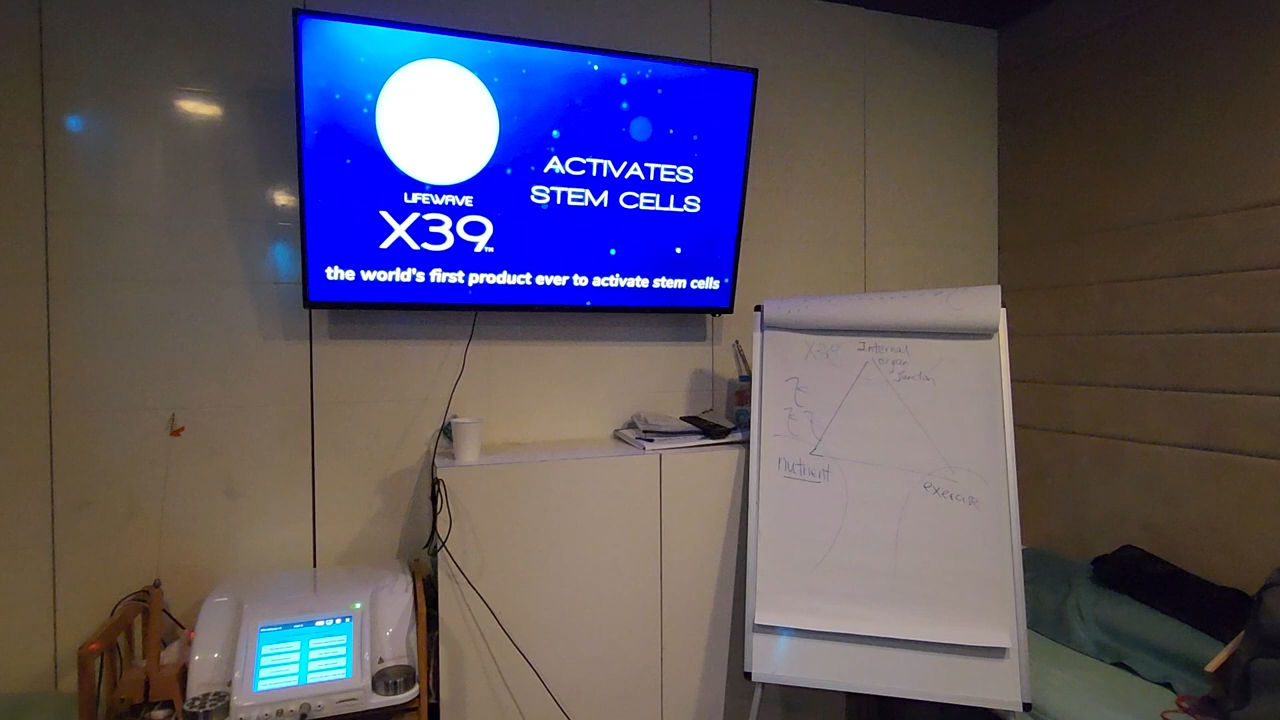 LIFEWAVE
X39™
ACTIVATES
STEM CELLS
the world's first product ever to activate stem cells
X39
Internal
organ
function
nutrient
exercise